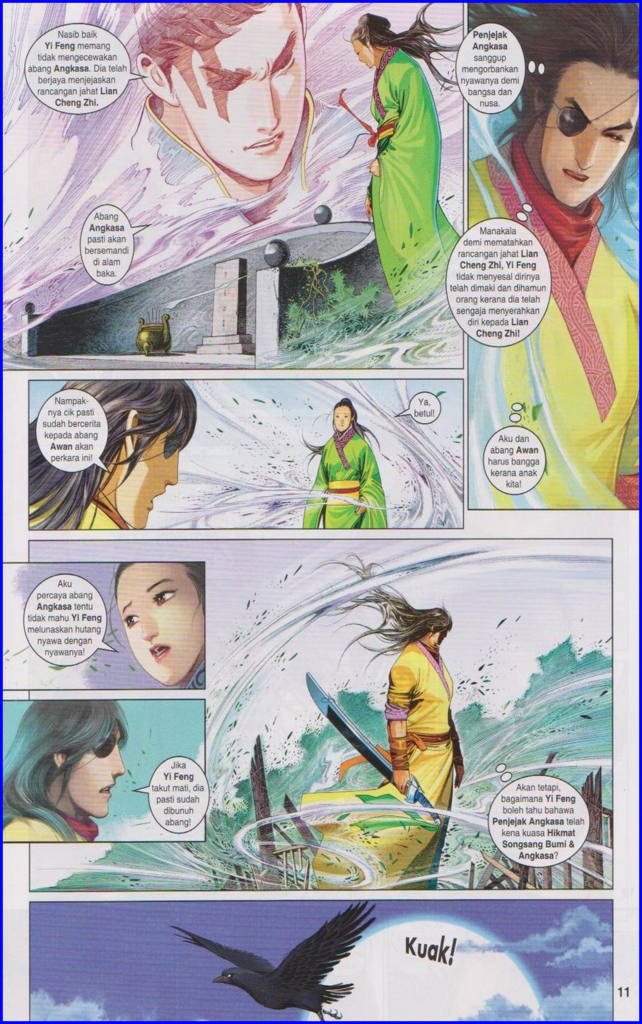 Nasib baik
Yi Feng memang
tidak mengecewakan
abang Angkasa. Dia telah
berjaya menjejaskan
rancangan jahat Lian
Cheng Zhi.
Abang
Angkasa
pasti akan
bersemandi
di alam
baka.
Penjejak
Angkasa
sanggup
mengorbankan
nyawanya demi
bangsa dan
nusa.
Manakala
demi mematahkan
rancangan jahat Lian
Cheng Zhi, Yi Feng
tidak menyesal dirinya
telah dimaki dan dihamun
orang kerana dia telah
sengaja menyerahkan
diri kepada Lian
Cheng Zhi!
Aku dan
abang Awan
harus bangga
kerana anak
kita!
Nampak-
nya cik pasti
sudah bercerita
kepada abang
Awan akan
perkara ini!
Ya,
betul!
Aku
percaya abang
Angkasa tentu
tidak mahu Yi Feng
melunaskan hutang
nyawa dengan
nyawanya!
Jika
Yi Feng
takut mati, dia
pasti sudah
dibunuh
abang!
Akan tetapi,
bagaimana Yi Feng
boleh tahu bahawa
Penjejak Angkasa telah
kena kuasa Hikmat
Songsang Bumi &
Angkasa?
Kuak!
11